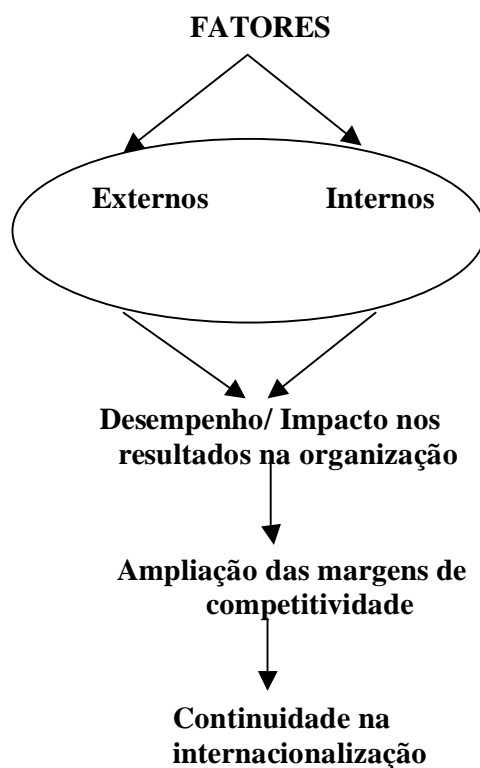 FATORES
Externos Internos
Desempenho/ Impacto nos
resultados na organização
Ampliação das margens de
competitividade
Continuidade na
internacionalização